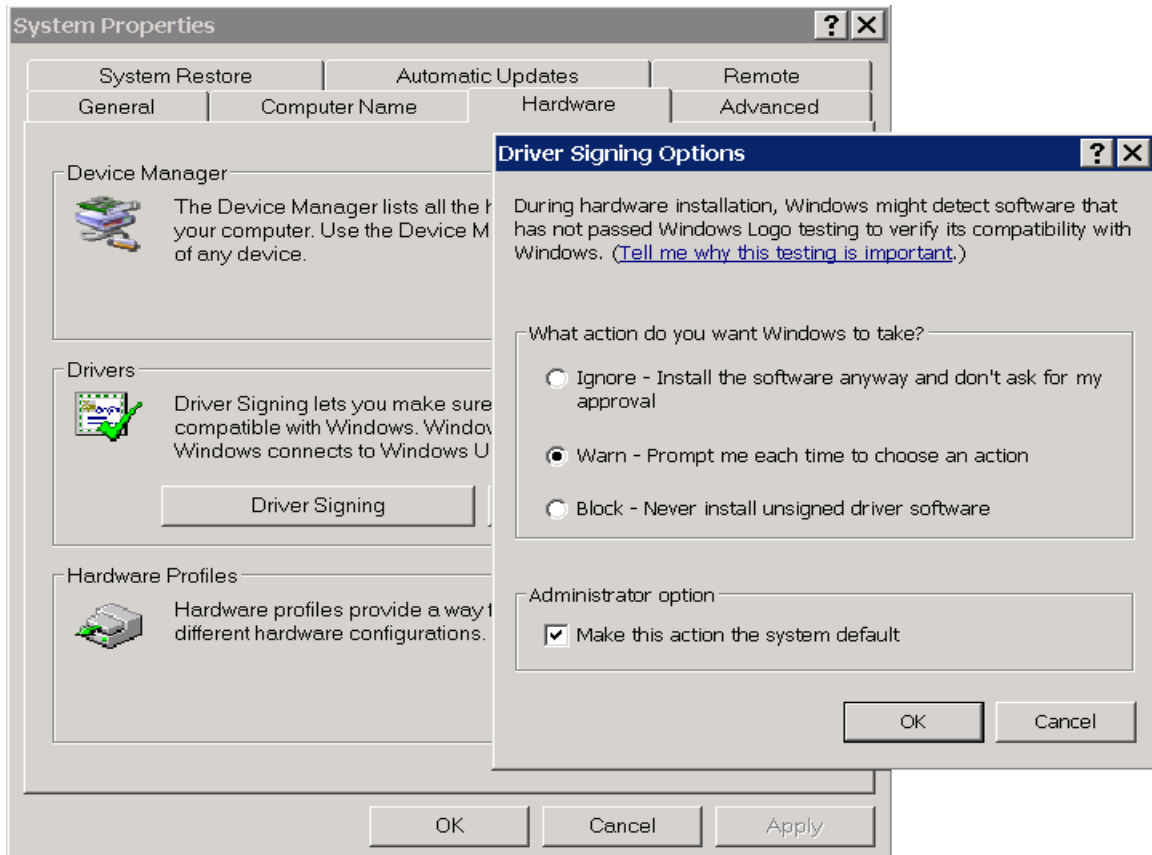 System Properties
System Restore
Automatic Updates
Remote
General
Computer Name
Hardware
Advanced
Device Manager
The Device Manager lists all the
your computer. Use the Device M
of any device.
Drivers
Driver Signing lets you make sure
compatible with Windows. Windov
Windows connects to Windows U
Driver Signing
Hardware Profiles
Hardware profiles provide a way
different hardware configurations.
OK
Cancel
Apply
Driver Signing Options
During hardware installation, Windows might detect software that
has not passed Windows Logo testing to verify its compatibility with
Windows. (Tell me why this testing is important.)
What action do you want Windows to take?
Ignore - Install the software anyway and don't ask for my
approval
Warn - Prompt me each time to choose an action
Block - Never install unsigned driver software
Administrator option
Make this action the system default
OK
Cancel